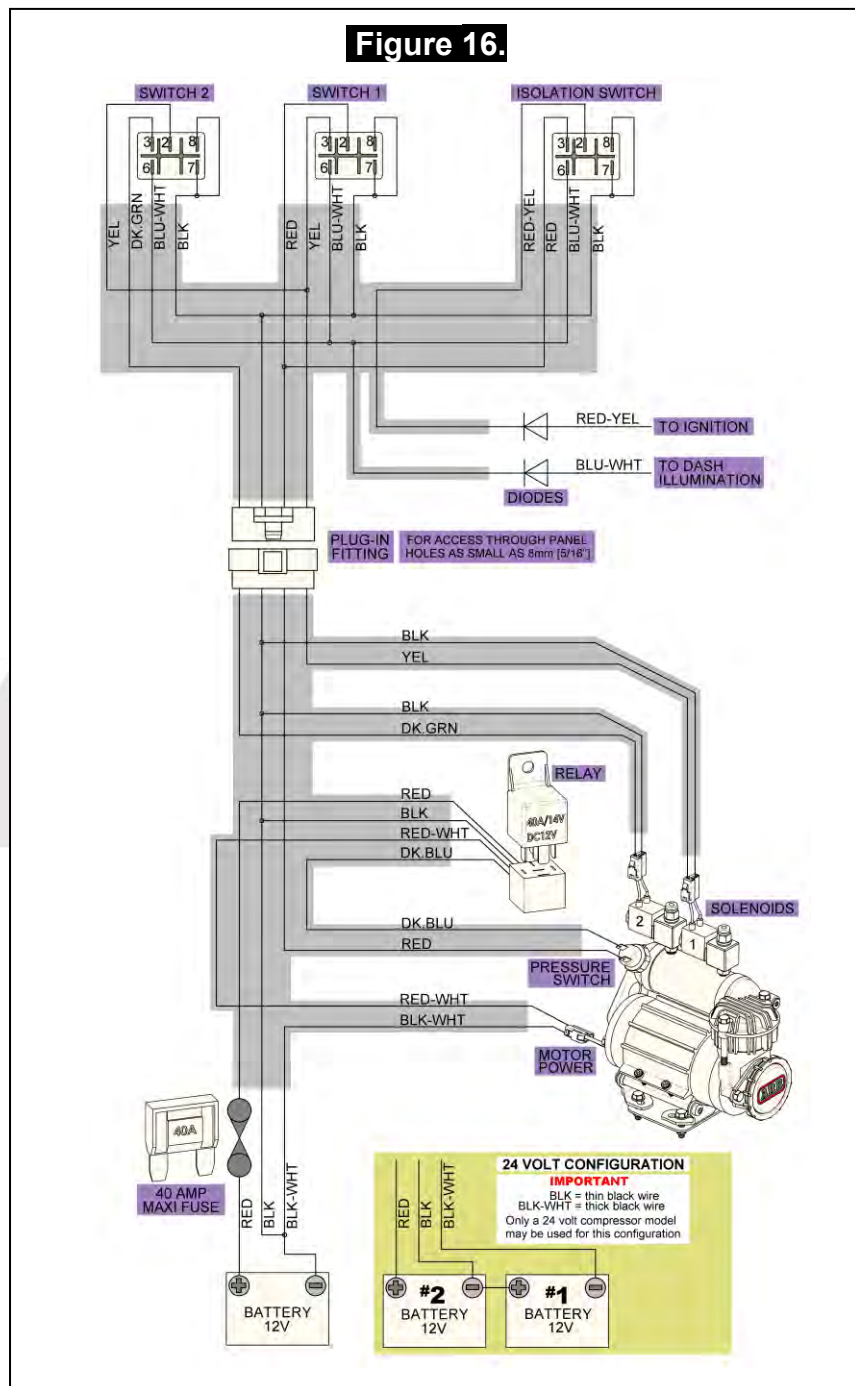 Figure 16.
SWITCH 2
SWITCH 1
ISOLATION SWITCH
3 2 8
6 7
3 2 8
6 7
3 2 8
6 7
YEL
DK.GRN
BLU-WHT
BLK
RED
YEL
BLU-WHT
BLK
RED-YEL
RED
BLU-WHT
BLK
RED-YEL
TO IGNITION
BLU-WHT
TO DASH
ILLUMINATION
DIODES
PLUG-IN
FITTING
FOR ACCESS THROUGH PANEL
HOLES AS SMALL AS 8mm [5/16"]
BLK
YEL
BLK
DK.GRN
RELAY
40A/14V
DC12V
RED
BLK
RED-WHT
DK.BLU
2
1
SOLENOIDS
DK.BLU
RED
PRESSURE
SWITCH
RED-WHT
BLK-WHT
MOTOR
POWER
ARB
40A
40 AMP
MAXI FUSE
RED
BLK
BLK-WHT
+ −
BATTERY
12V
24 VOLT CONFIGURATION
IMPORTANT
BLK = thin black wire
BLK-WHT = thick black wire
Only a 24 volt compressor model
may be used for this configuration
RED
BLK
BLK-WHT
+ #2 −
BATTERY
12V
+ #1 −
BATTERY
12V